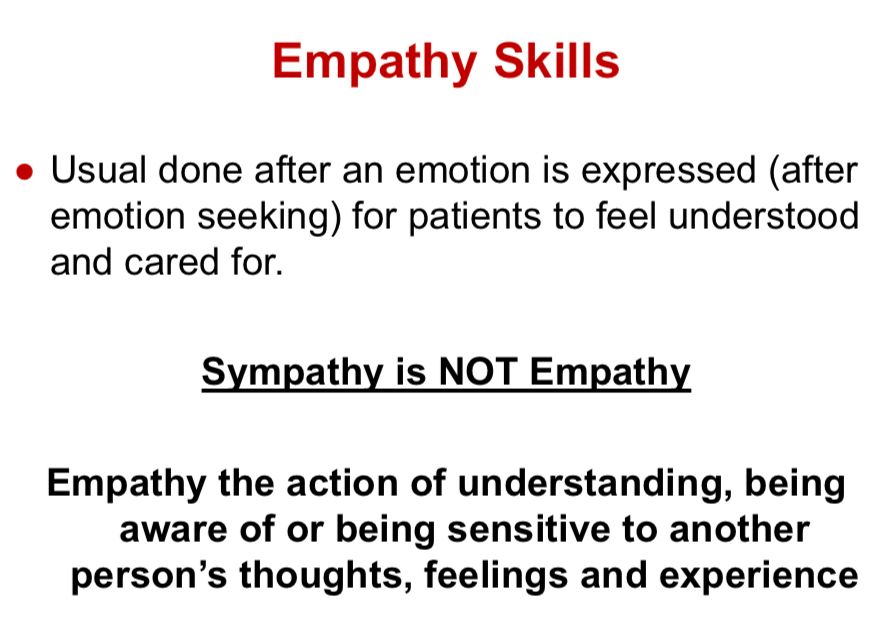 Empathy Skills
● Usual done after an emotion is expressed (after
emotion seeking) for patients to feel understood
and cared for.
Sympathy is NOT Empathy
Empathy the action of understanding, being
aware of or being sensitive to another
person’s thoughts, feelings and experience